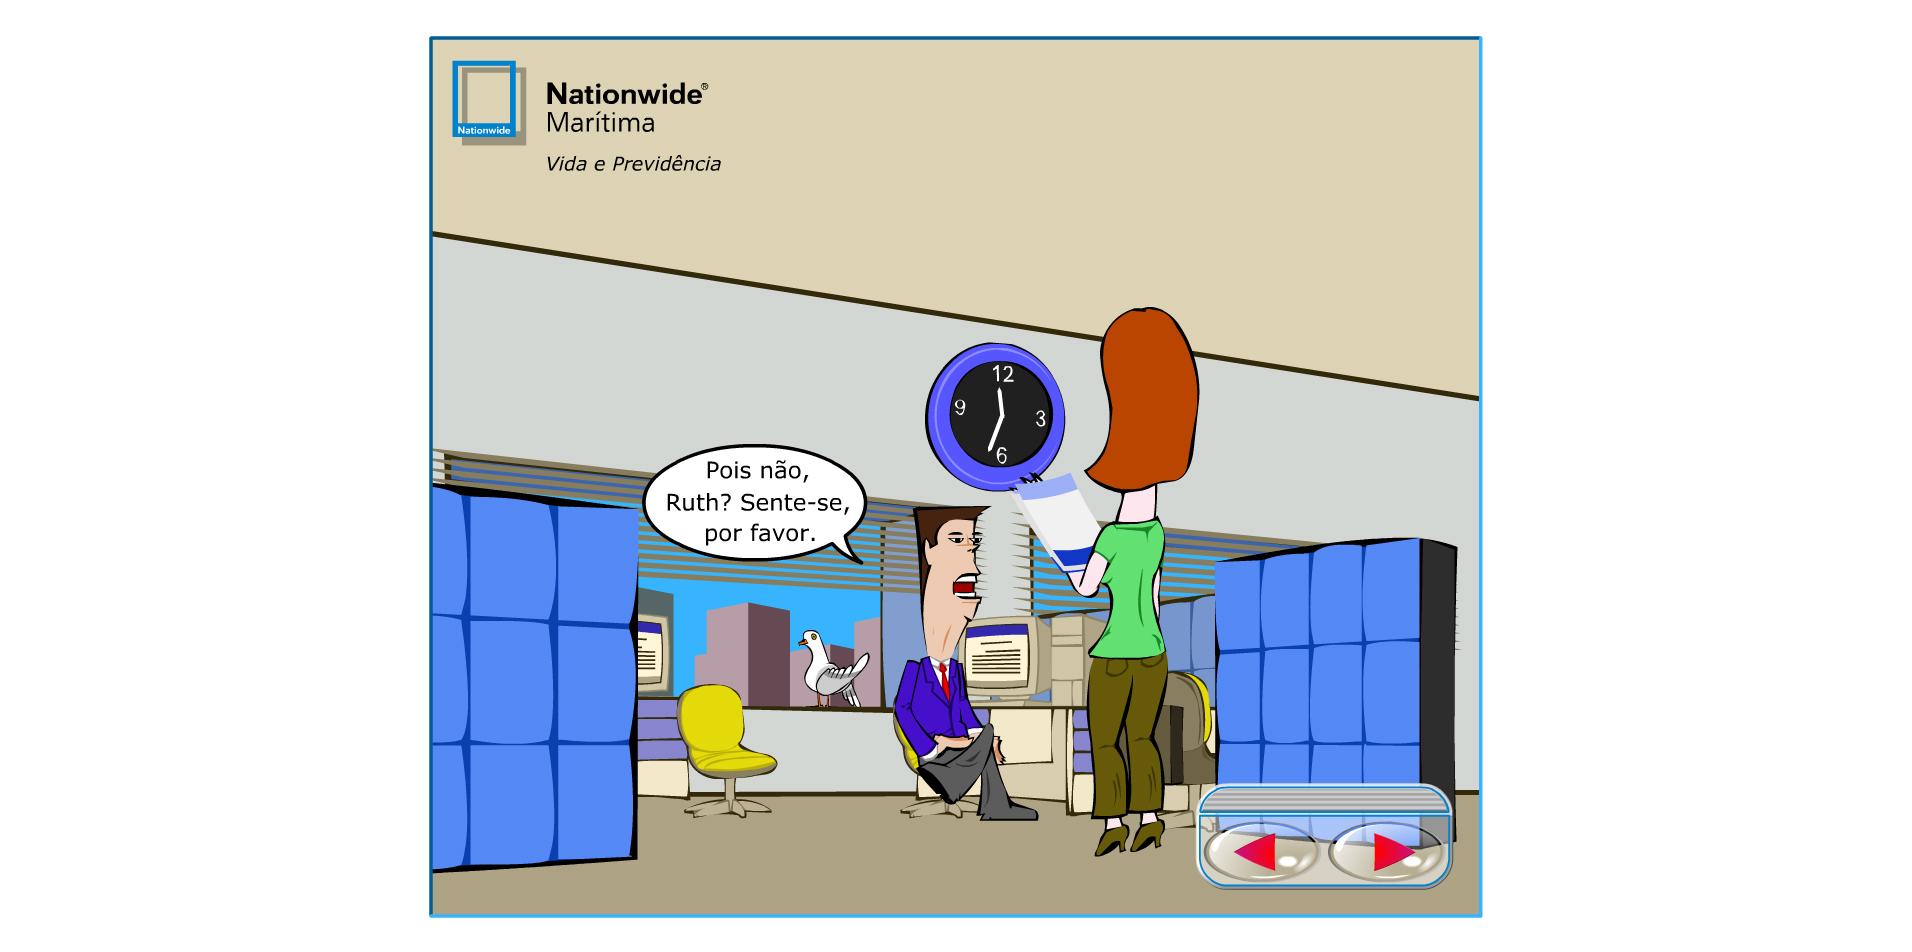 Nationwide®
Marítima
Nationwide
Vida e Previdência
12
9
3
6
Pois não,
Ruth? Sente-se,
por favor.